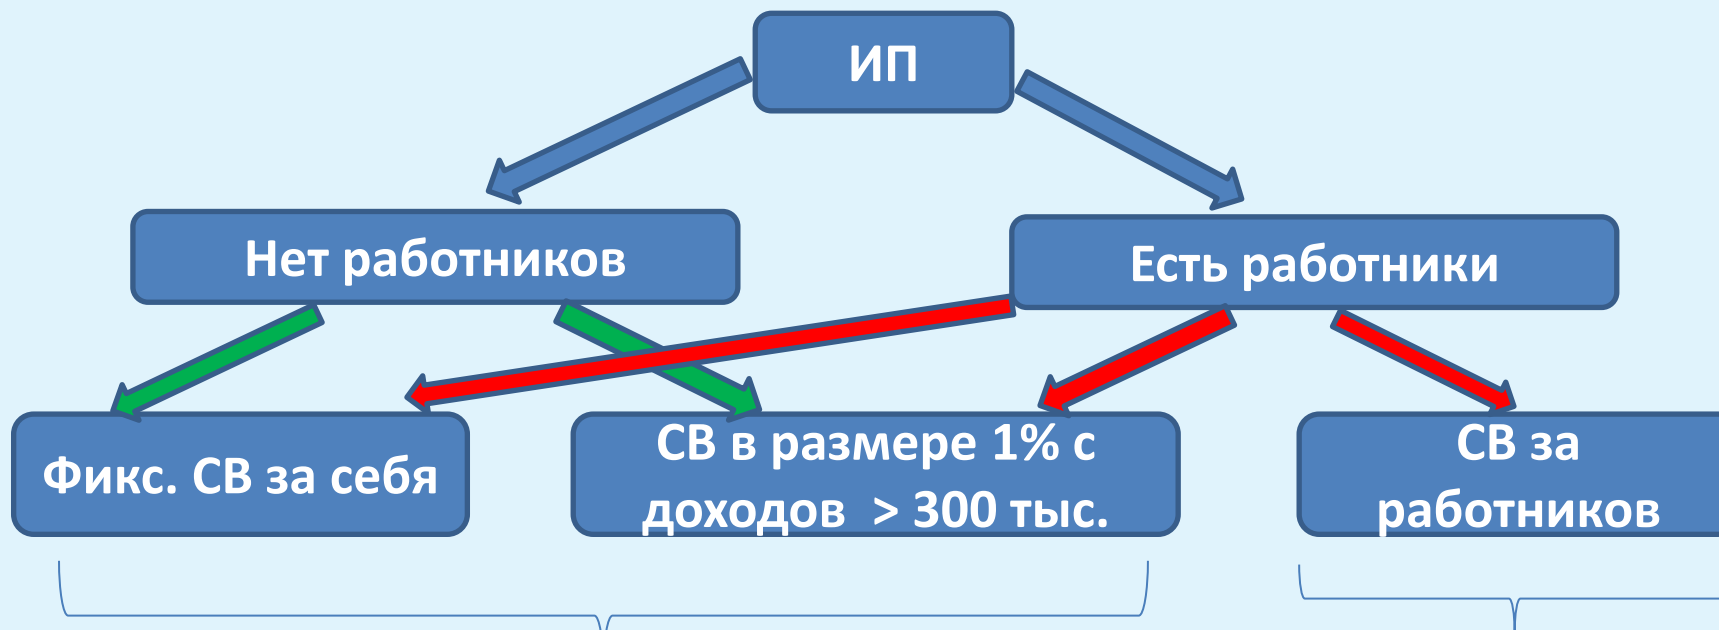 ИП
Нет работников
Есть работники
Фикс. СВ за себя
СВ в размере 1% с
доходов > 300 тыс.
СВ за
работников